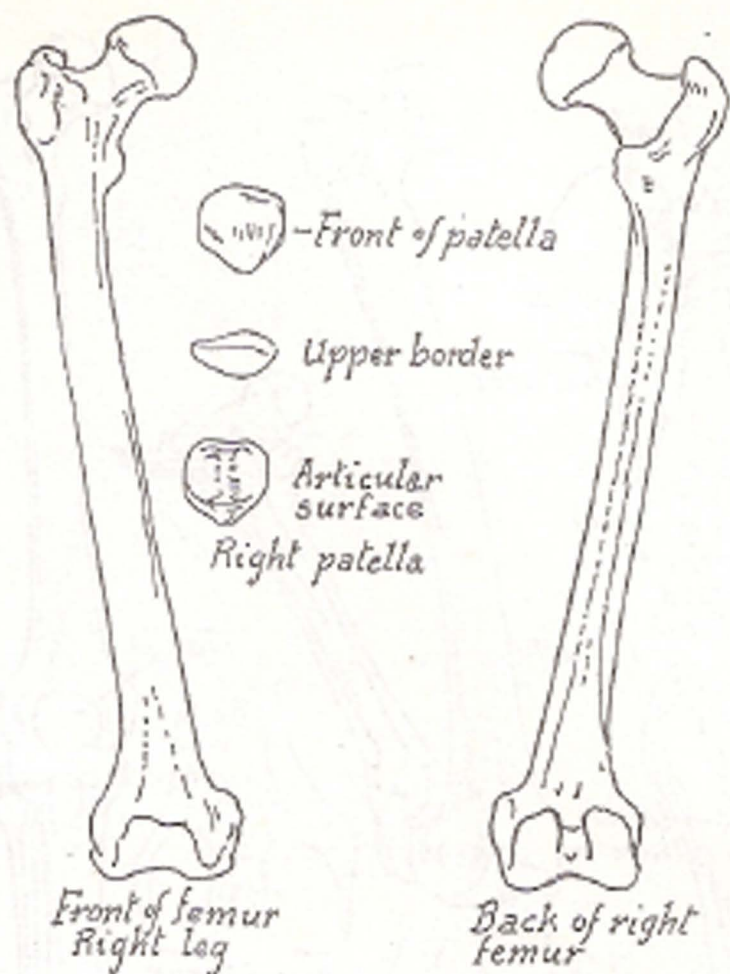 Front of patella
Upper border
Articular
surface
Right patella
Front of femur
Right leg
Back of right
femur